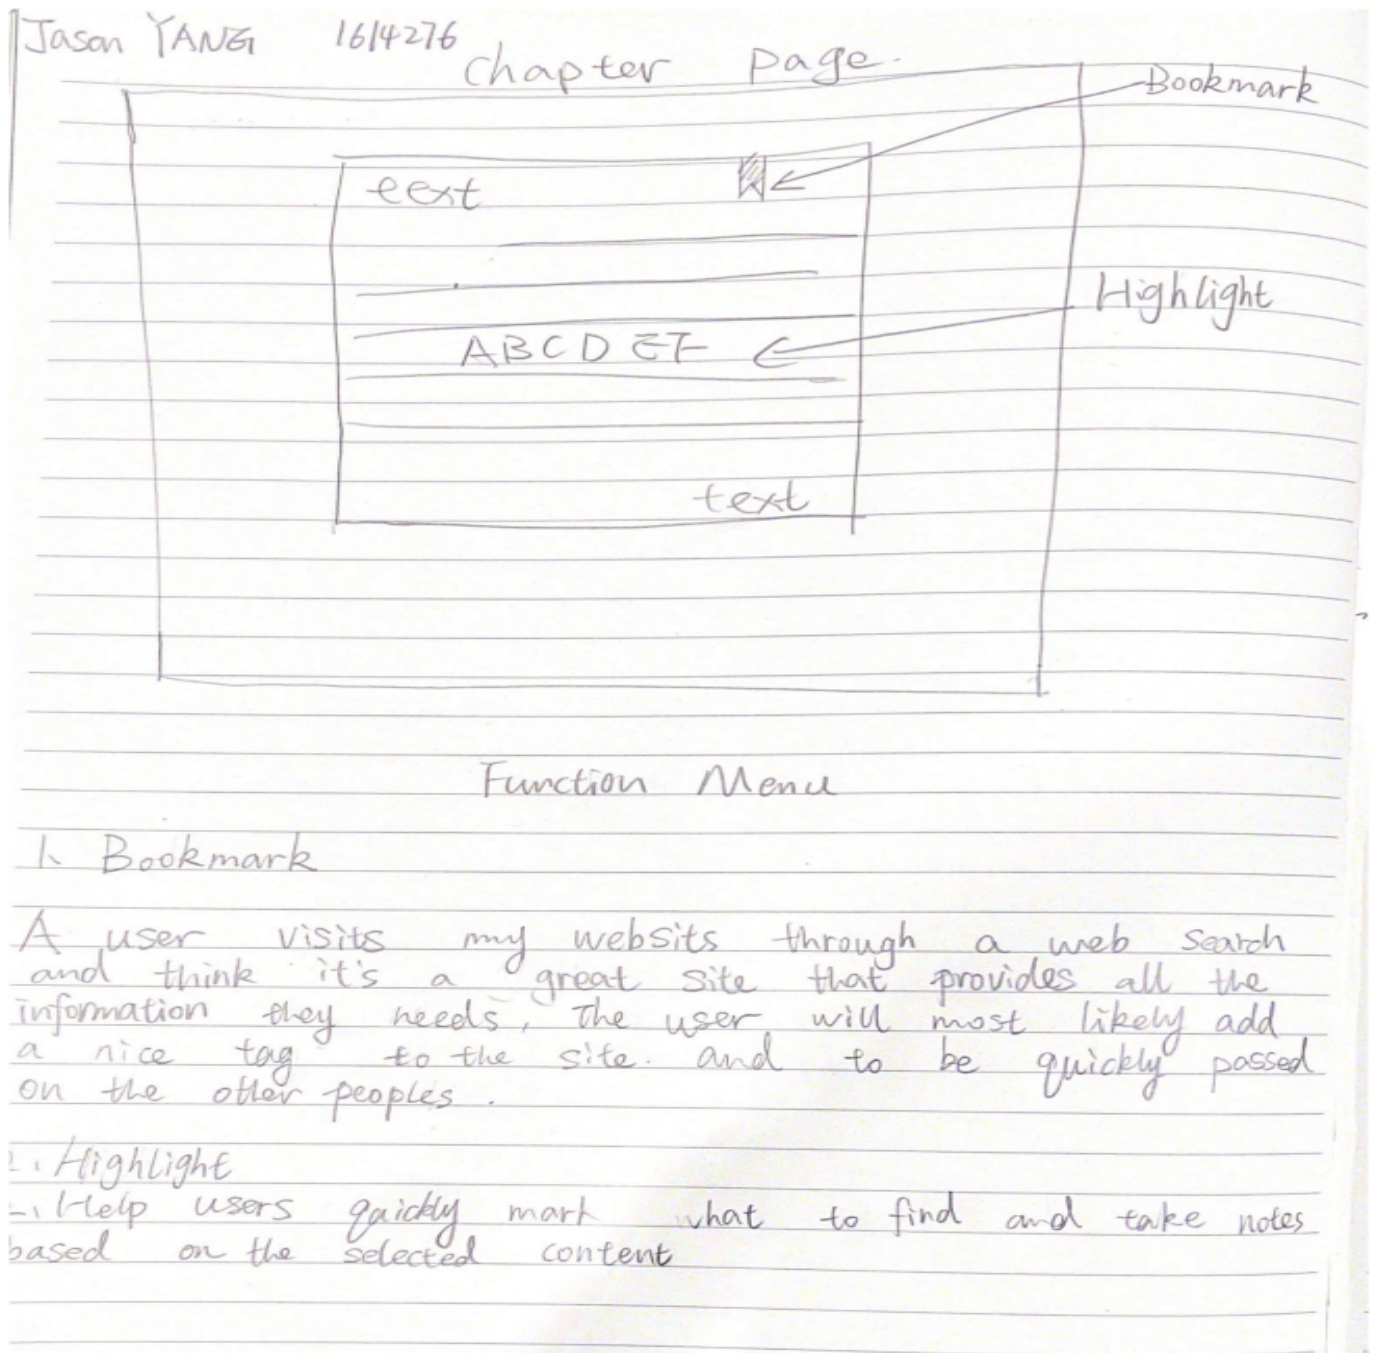 Jason YANG 1614276
Chapter page.
Bookmark
text
Highlight
ABCDEF
text
Function Menu
1. Bookmark
A user visits my websits through a web search
and think it's a great site that provides all the
information they needs, The user will most likely add
a nice tag to the site. and to be quickly passed
on the other peoples.
2. Highlight
Help users quickly mark what to find and take notes
based on the selected content